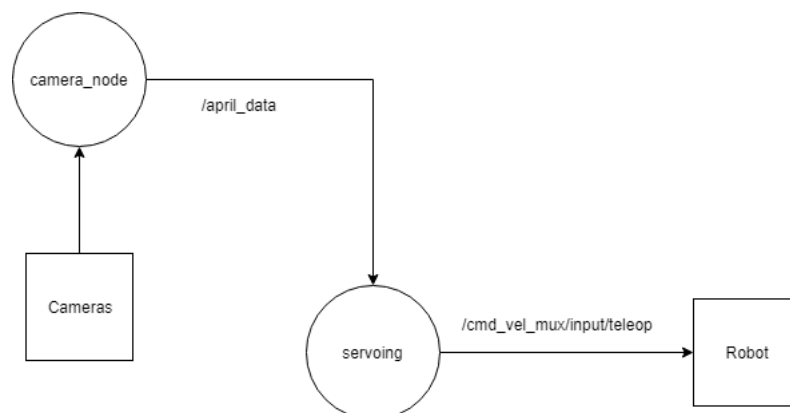 camera_node
/april_data
Cameras
/cmd_vel_mux/input/teleop
servoing
Robot